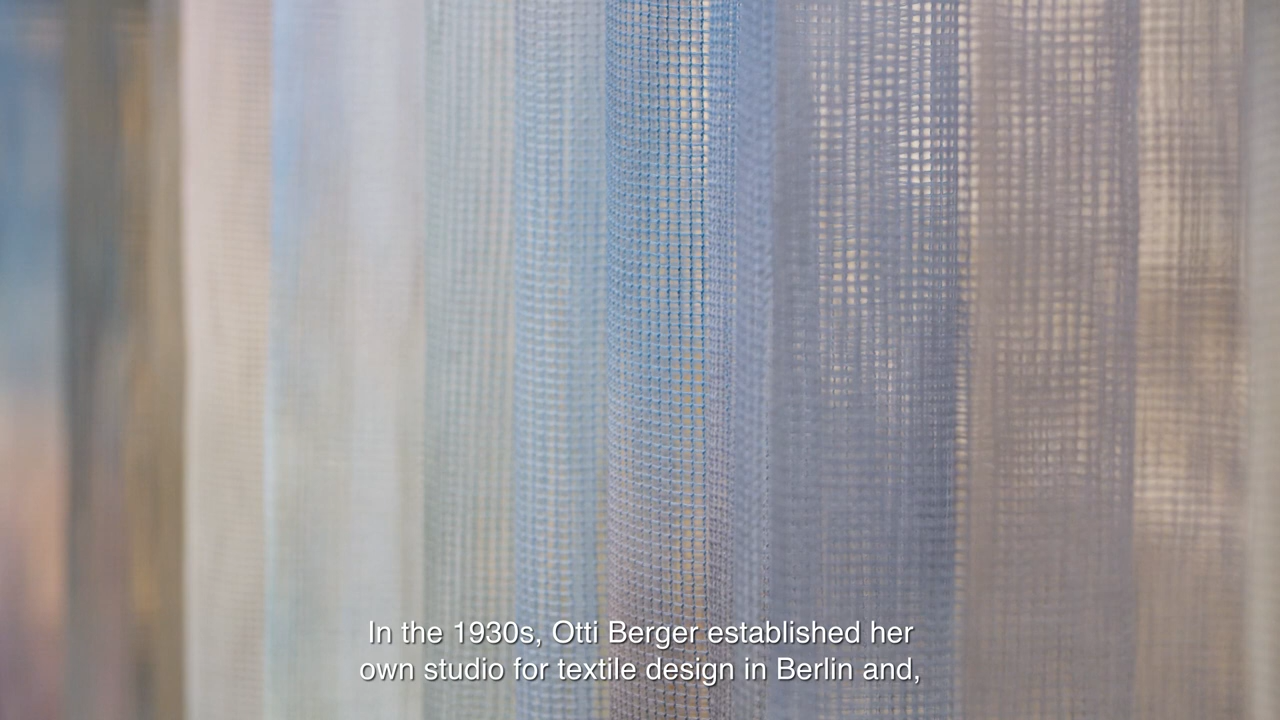 In the 1930s, Otti Berger established her
own studio for textile design in Berlin and,